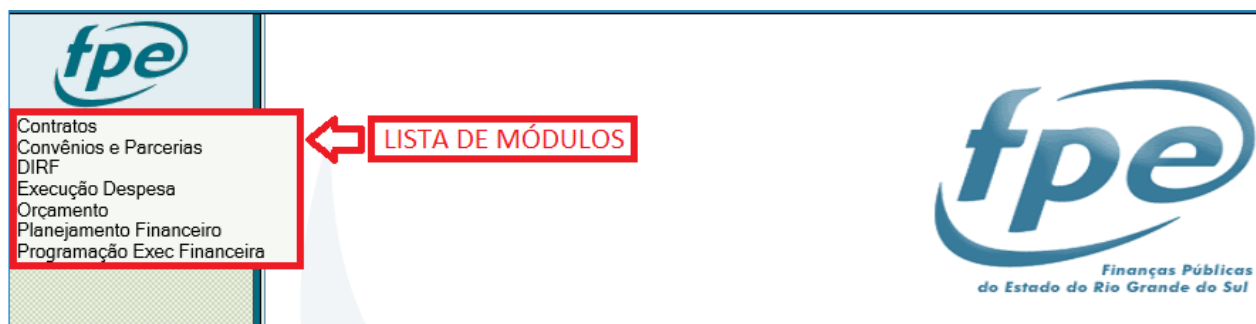 fpe
Contratos
Convênios e Parcerias
DIRF
Execução Despesa
Orçamento
Planejamento Financeiro
Programação Exec Financeira
LISTA DE MÓDULOS
fpe
Finanças Públicas
do Estado do Rio Grande do Sul